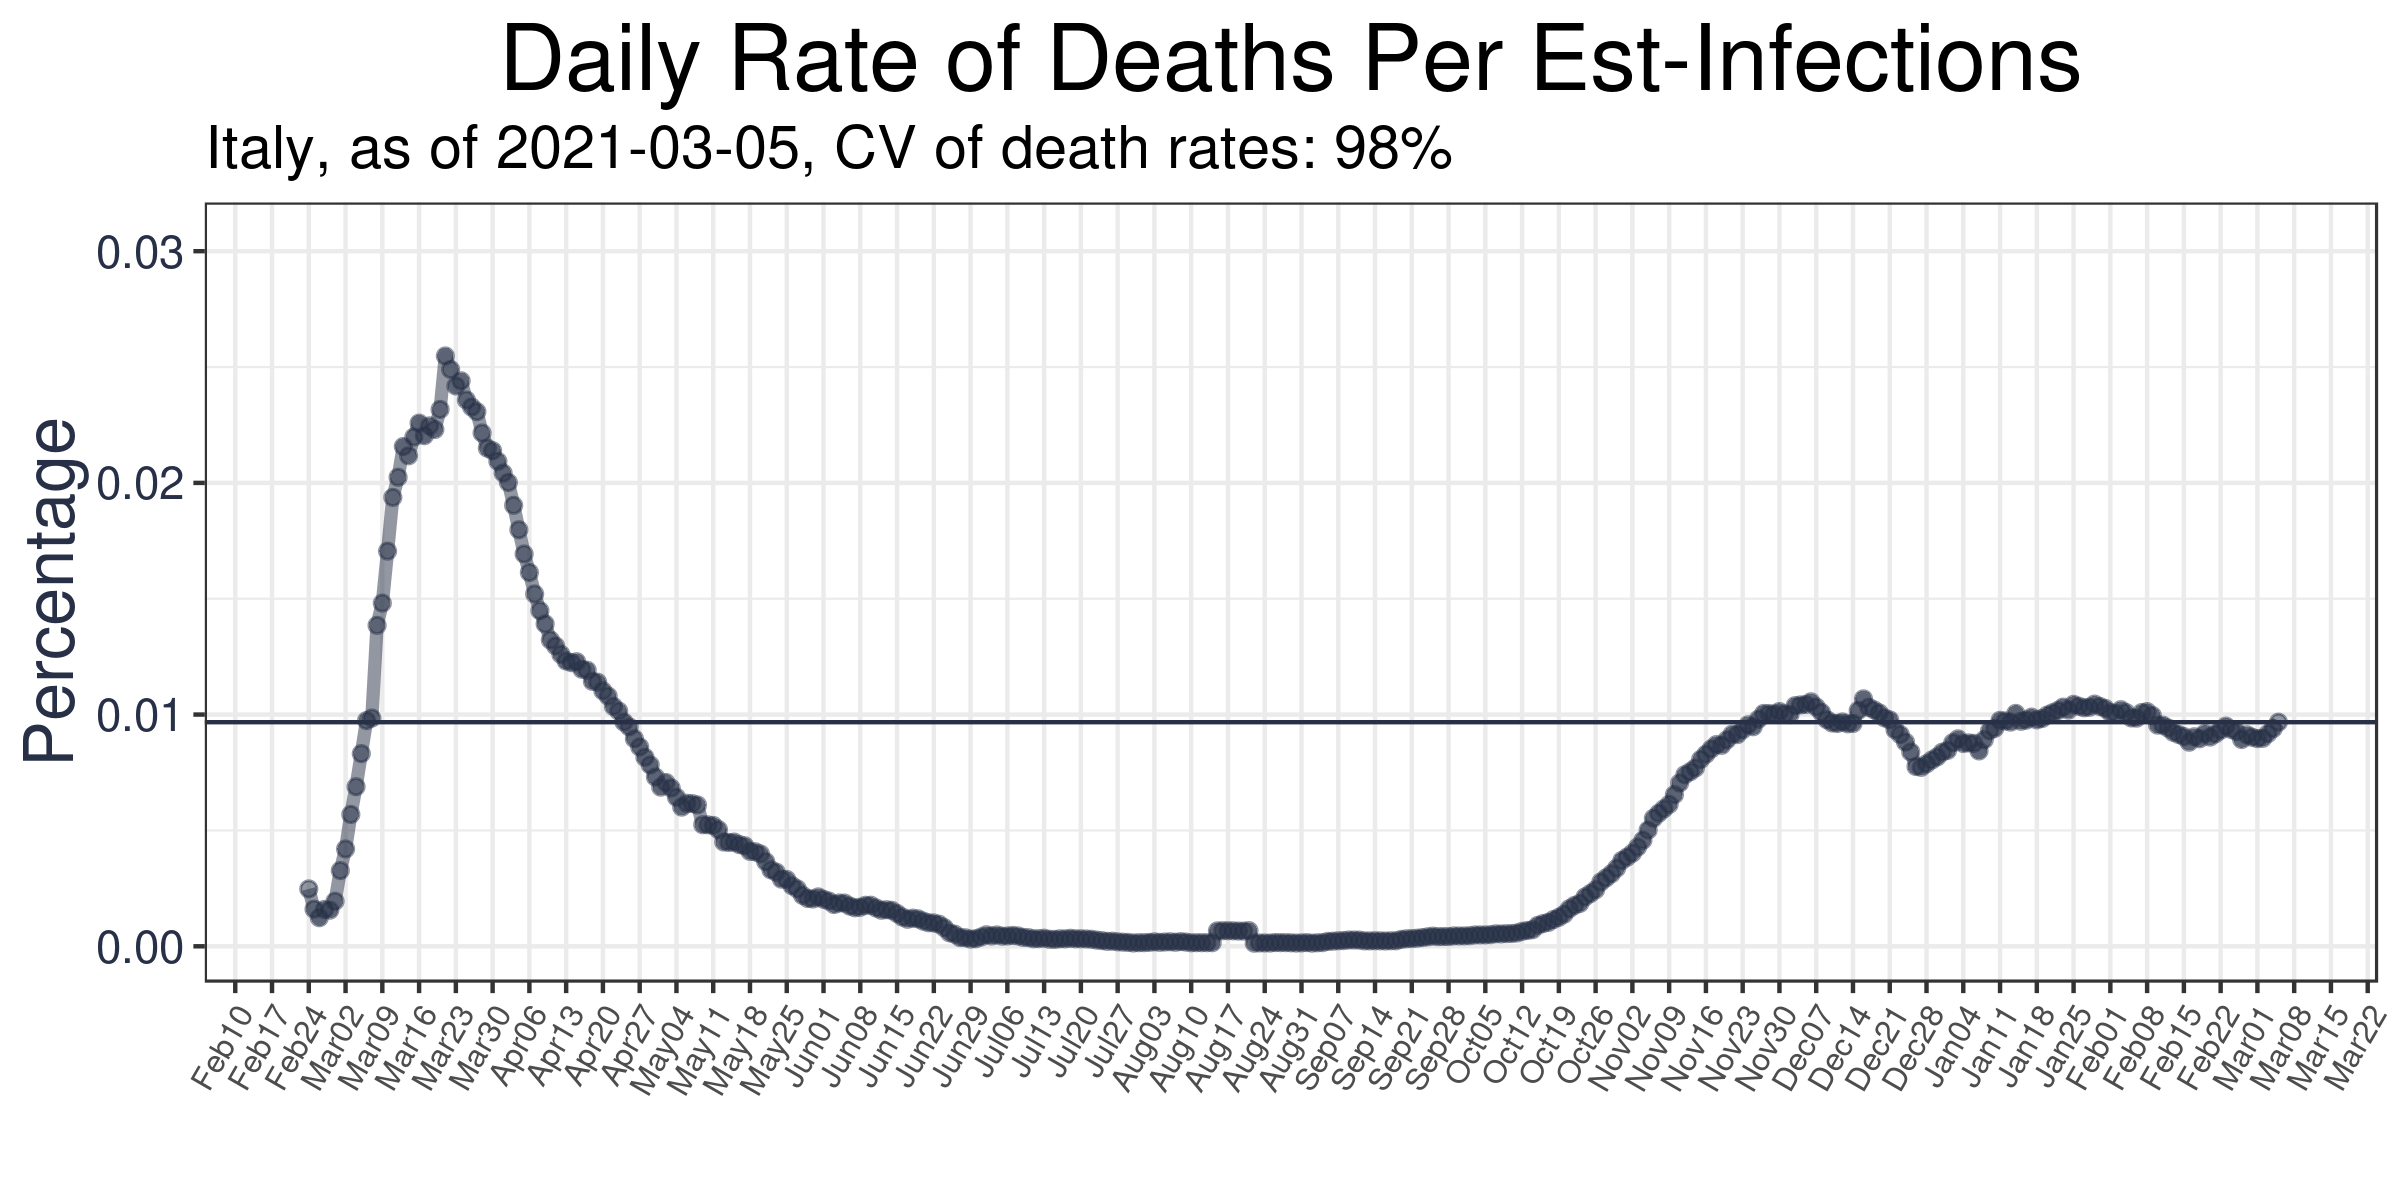 Daily Rate of Deaths Per Est-Infections
Italy, as of 2021-03-05, CV of death rates: 98%
Percentage
0.03
0.02
0.01
0.00
Feb10
Feb17
Feb24
Mar02
Mar09
Mar16
Mar23
Mar30
Apr06
Apr13
Apr20
Apr27
May04
May11
May18
May25
Jun01
Jun08
Jun15
Jun22
Jun29
Jul06
Jul13
Jul20
Jul27
Aug03
Aug10
Aug17
Aug24
Aug31
Sep07
Sep14
Sep21
Sep28
Oct05
Oct12
Oct19
Oct26
Nov02
Nov09
Nov16
Nov23
Nov30
Dec07
Dec14
Dec21
Dec28
Dec04
Jan11
Jan18
Jan25
Feb01
Feb08
Feb15
Feb22
Mar01
Mar08
Mar15
Mar22